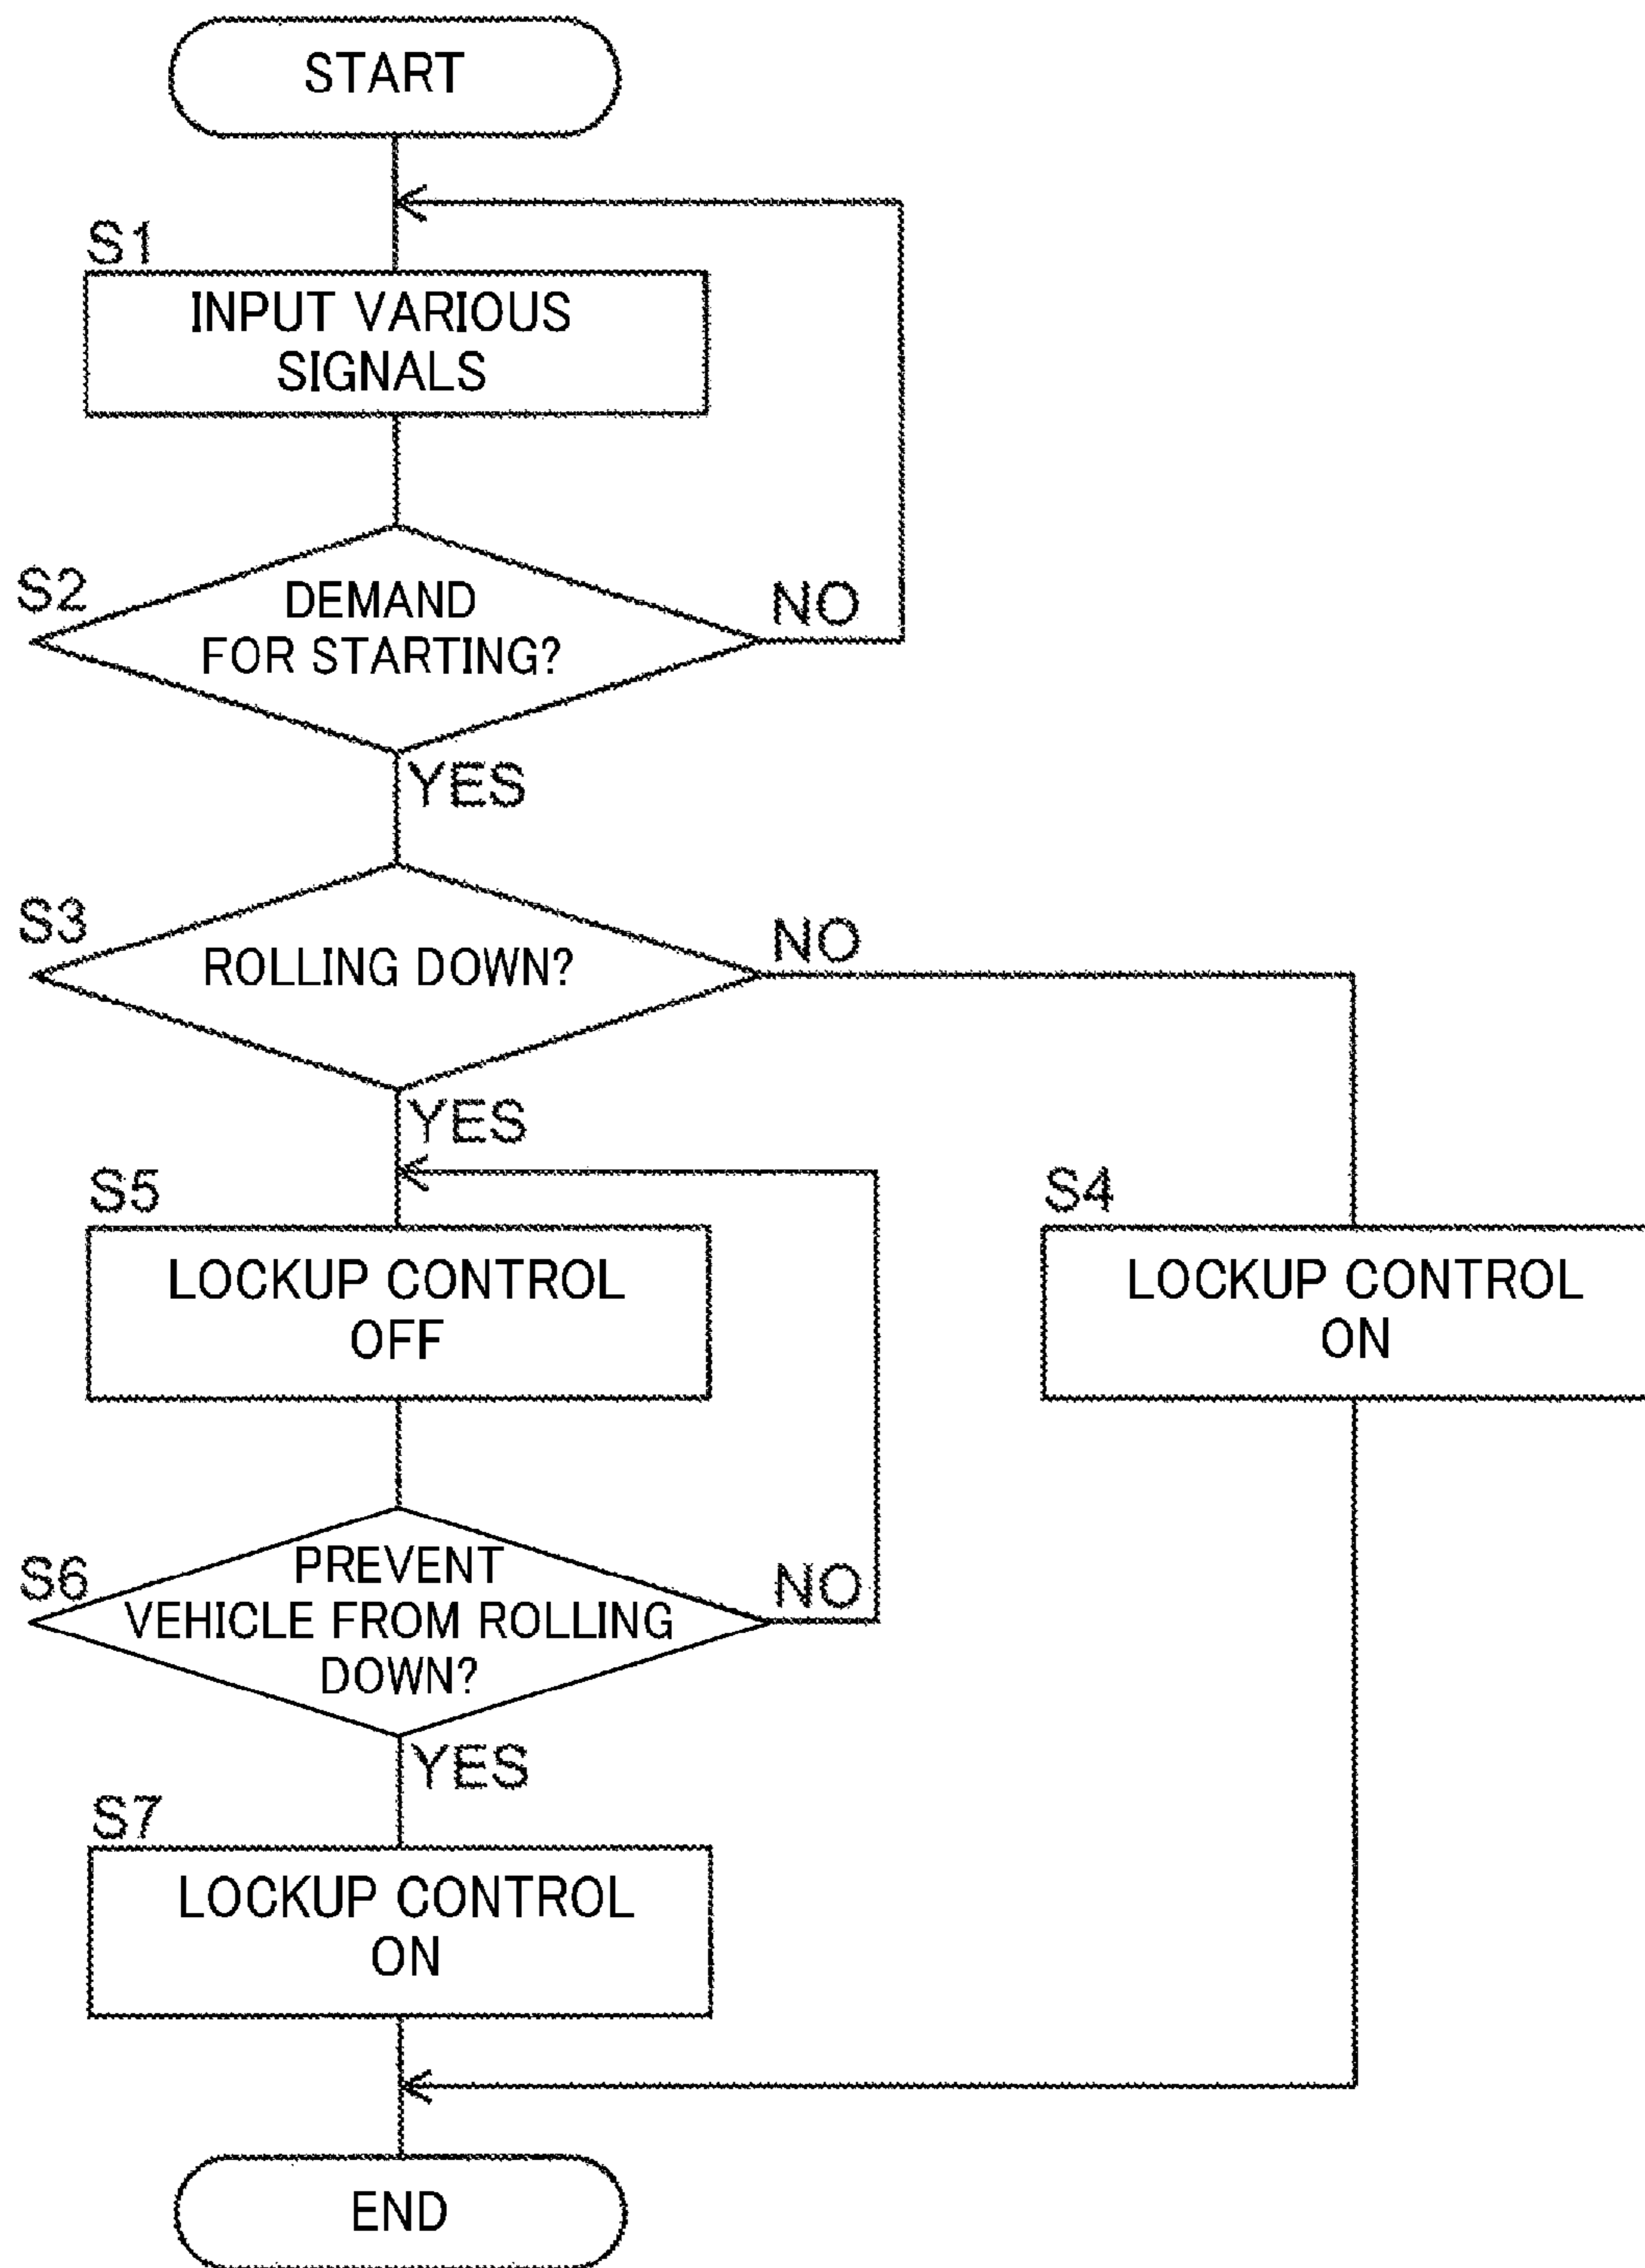 START
S1
INPUT VARIOUS
SIGNALS
S2
DEMAND
FOR STARTING?
NO
YES
S3
ROLLING DOWN?
NO
YES
S5
LOCKUP CONTROL
OFF
S4
LOCKUP CONTROL
ON
S6
PREVENT
VEHICLE FROM ROLLING
DOWN?
NO
YES
S7
LOCKUP CONTROL
ON
END